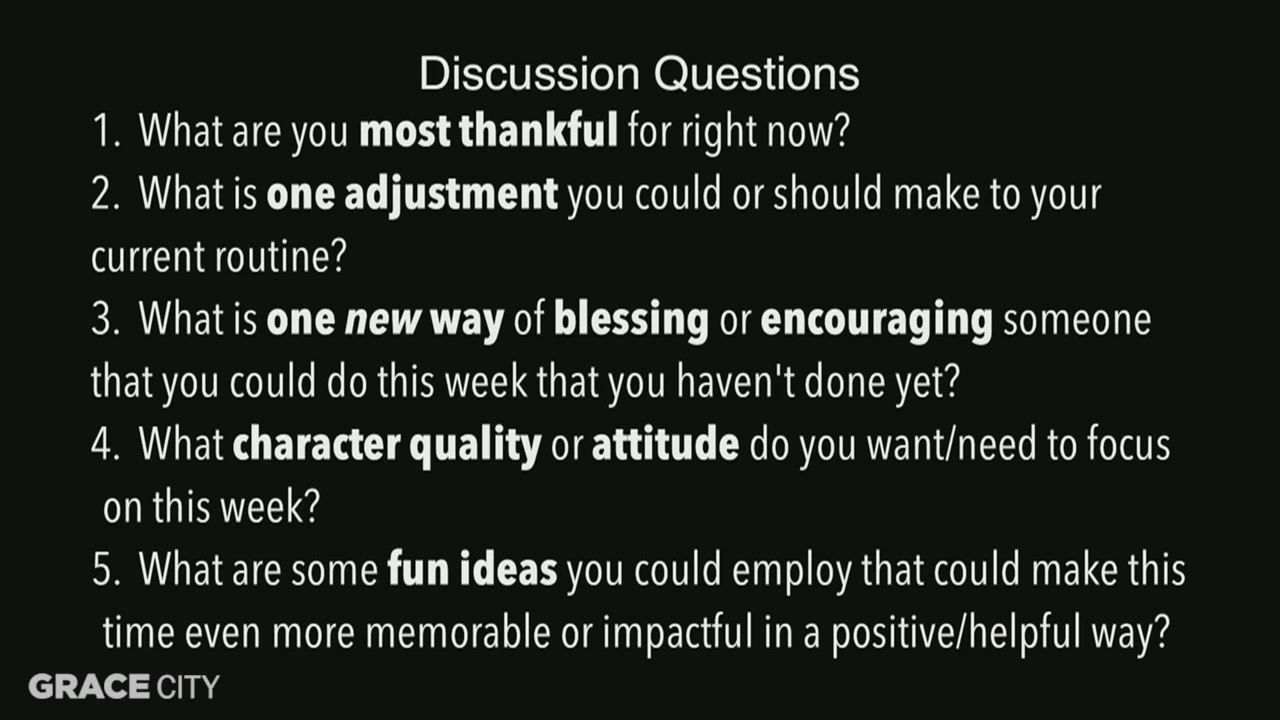 Discussion Questions
1. What are you most thankful for right now?
2. What is one adjustment you could or should make to your
current routine?
3. What is one new way of blessing or encouraging someone
that you could do this week that you haven't done yet?
4. What character quality or attitude do you want/need to focus
on this week?
5. What are some fun ideas you could employ that could make this
time even more memorable or impactful in a positive/helpful way?
GRACE CITY